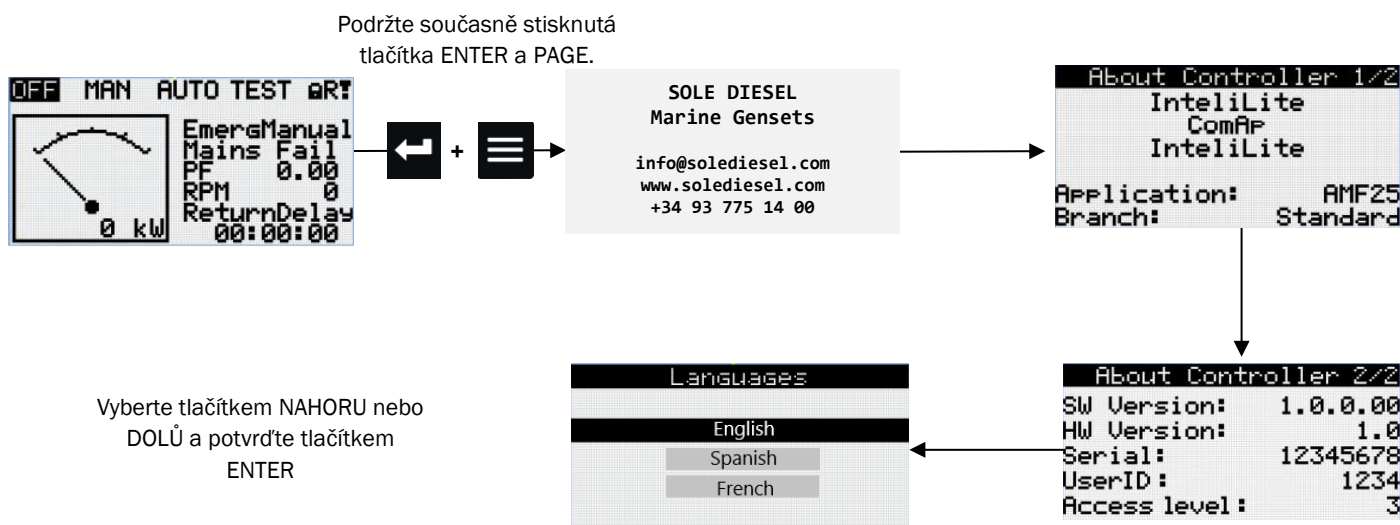 Podržte současně stisknutá
tlačítka ENTER a PAGE.
OFF MAN AUTO TEST
EmergManual
Mains Fail
PF 0.00
RPM 0
ReturnDelay
00:00:00
0 kW
+
SOLE DIESEL
Marine Gensets
info@solediesel.com
www.solediesel.com
+34 93 775 14 00
About Controller 1/2
InteliLite
ComAp
InteliLite
Application: AMF25
Branch: Standard
About Controller 2/2
SW Version: 1.0.0.00
HW Version: 1.0
Serial: 12345678
UserID: 1234
Access level: 3
Languages
English
Spanish
French
Vyberte tlačítkem NAHORU nebo
DOLŮ a potvrďte tlačítkem
ENTER